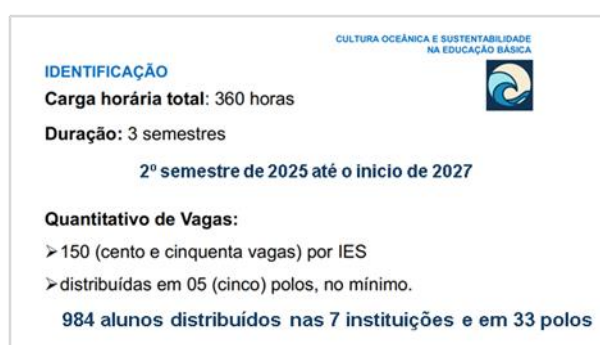 CULTURA OCEÂNICA E SUSTENTABILIDADE
NA EDUCAÇÃO BÁSICA
IDENTIFICAÇÃO
Carga horária total: 360 horas
Duração: 3 semestres
2º semestre de 2025 até o inicio de 2027
Quantitativo de Vagas:
➢150 (cento e cinquenta vagas) por IES
➢distribuídas em 05 (cinco) polos, no mínimo.
984 alunos distribuídos nas 7 instituições e em 33 polos